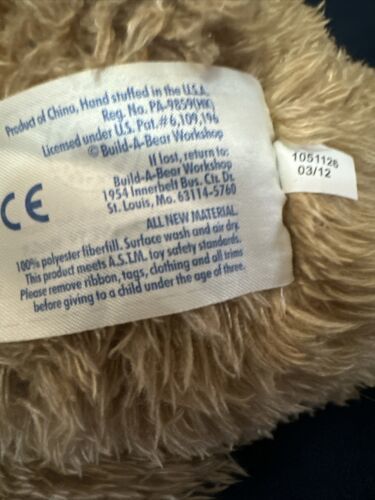 Product of China, Hand stuffed in the U.S.A.
Reg. No. PA-9859(HK)
Licensed under U.S. Pat.#6,109,196
© Build-A-Bear Workshop
If lost, return to:
Build-A-Bear Workshop
1954 Innerbelt Bus. Ctr. Dr.
St. Louis, Mo. 63114-5760
CE
ALL NEW MATERIAL.
100% polyester fiberfill. Surface wash and air dry.
This product meets A.S.T.M. toy safety standards.
Please remove ribbon, tags, clothing and all trims
before giving to a child under the age of three.
1051126
03/12